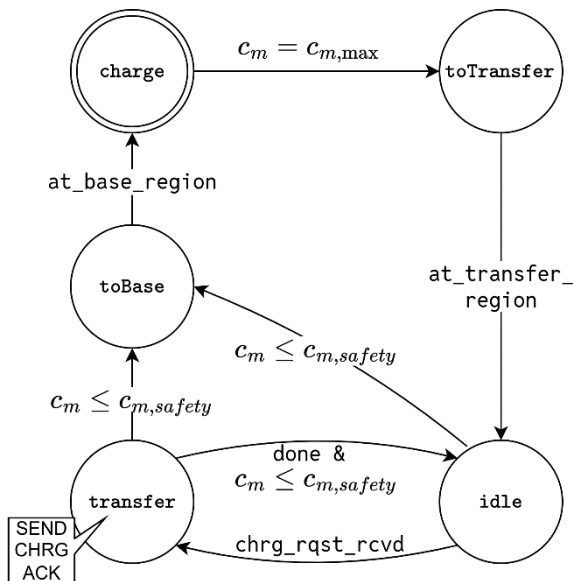 c_m = c_{m,max}
charge
toTransfer
at_base_region
toBase
at_transfer_
region
c_m ≤ c_{m,safety}
c_m ≤ c_{m,safety}
done &
c_m ≤ c_{m,safety}
transfer
idle
SEND
CHRG
ACK
chrg_rqst_rcvd